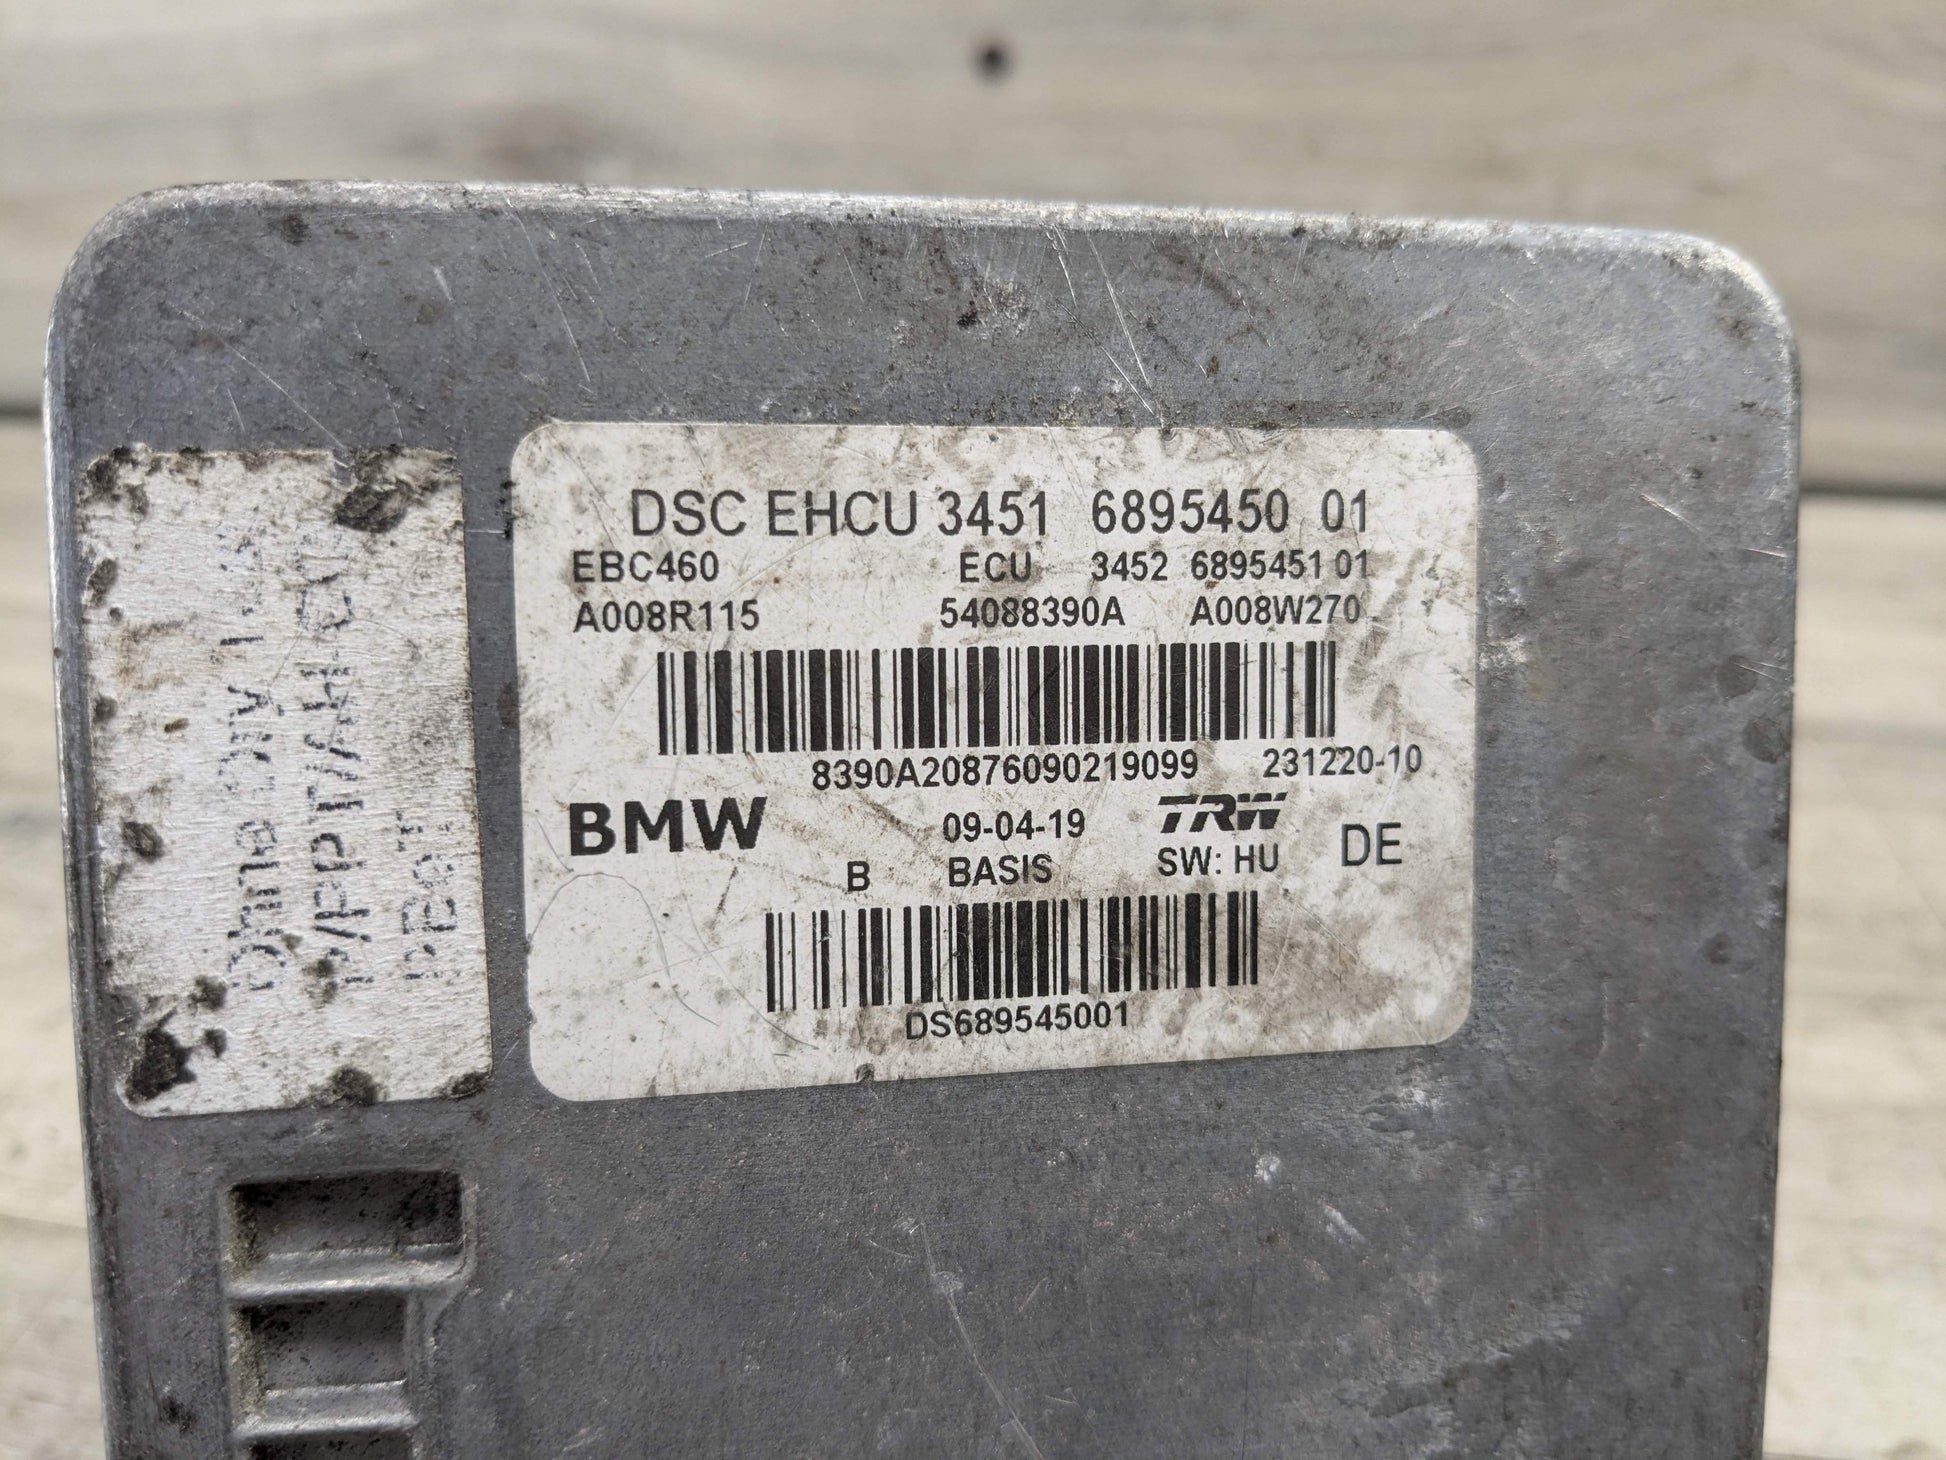 DSC EHCU 3451 6895450 01
EBC460 ECU 3452 6895451 01
A008R115 54088390A A008W270
8390A20876090219099 231220-10
BMW 09-04-19 TRW DE
B BASIS SW: HU
DS689545001